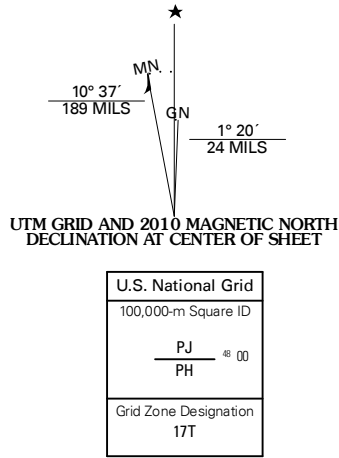 ★
MN
10° 37´
189 MILS
GN
1° 20´
24 MILS
UTM GRID AND 2010 MAGNETIC NORTH
DECLINATION AT CENTER OF SHEET
U.S. National Grid
100,000-m Square ID
PJ
48 00
PH
Grid Zone Designation
17T